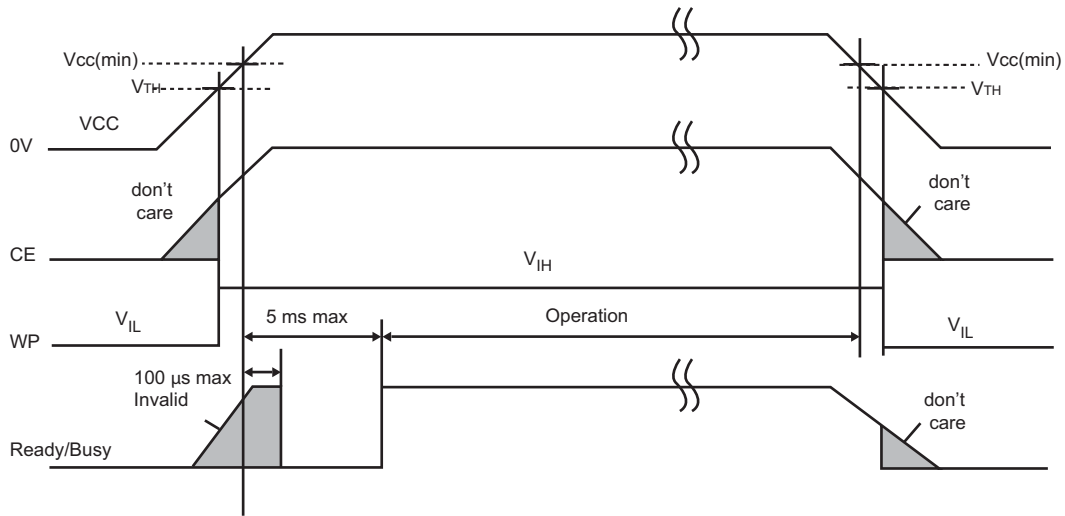 Vcc(min)
Vcc(min)
VTH
VTH
VCC
0V
don't
care
don't
care
CE
VIH
5 ms max
Operation
VIL
VIL
WP
100 µs max
Invalid
don't
care
Ready/Busy